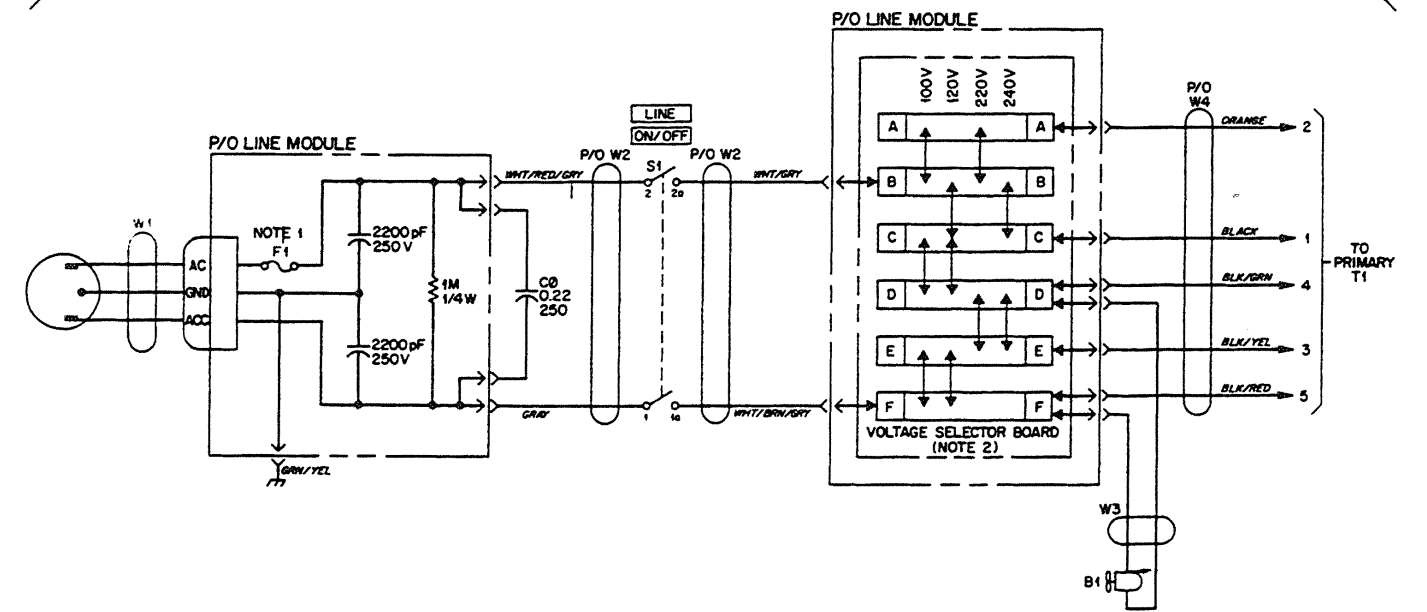 P/O LINE MODULE
100V
120V
220V
240V
P/O
W4
LINE
ON/OFF
A
A
ORANGE
2
P/O LINE MODULE
P/O W2
S1
P/O W2
WHT/RED/GRY
2
2a
WHT/GRY
B
B
W1
NOTE 1
F1
2200pF
250V
C
C
BLACK
1
TO
PRIMARY
T1
AC
GND
ACC
1M
1/4W
CØ
0.22
250
D
D
BLK/GRN
4
2200pF
250V
E
E
BLK/YEL
3
GRAY
1
1a
WHT/BRN/GRY
F
F
BLK/RED
5
VOLTAGE SELECTOR BOARD
(NOTE 2)
GRN/YEL
W3
B1